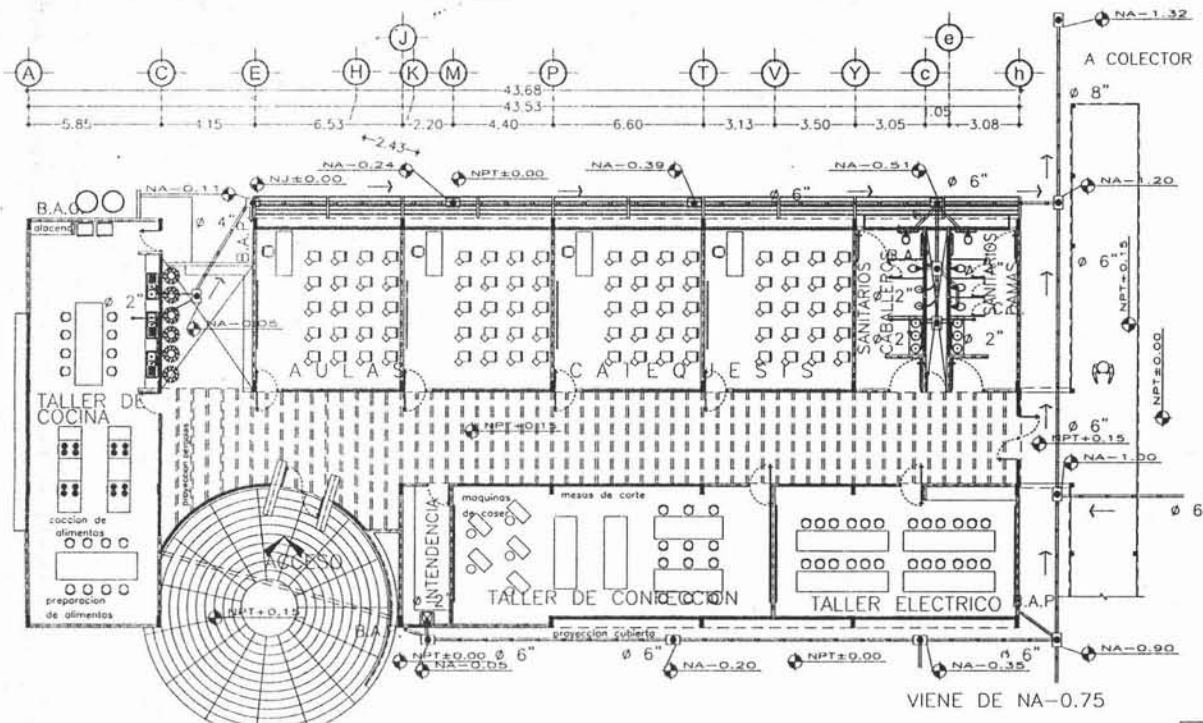 NA-1.32
J
e
A
C
E
H
K
M
P
T
V
Y
c
h
A COLECTOR
43.68
43.53
ø 8"
.05
5.85
4.15
6.53
2.20
4.40
6.60
3.13
3.50
3.05
3.08
2.43
NA-0.24
NPT±0.00
NA-0.39
NA-0.51
NA-0.11
NJ±0.00
ø 6"
ø 6"
NA-1.20
B.A.O.
alacena
ø 4"
B.A.P
SANITARIOS CABALLEROS
B.A.P
SANITARIOS DAMAS
ø 6"
NPT+0.15
ø 2"
ø 2"
ø 2"
ø 2"
NA-0.05
NPT±0.00
AULAS
CATEQUESIS
TALLER DE
COCINA
proyeccion pergolas
NPT+0.15
ø 6"
NPT+0.15
NA-1.00
coccion de
alimentos
INTENDENCIA
maquinas
de coser
mesas de corte
ø 6
ACCESO
preparacion
de alimentos
NPT+0.15
ø 2"
TALLER DE CONFECCION
TALLER ELECTRICO
B.A.P
B.A.P
proyeccion cubierta
NPT±0.00
ø 6"
ø 6"
NPT±0.00
ø 6"
NA-0.05
NA-0.20
NA-0.35
NA-0.90
VIENE DE NA-0.75